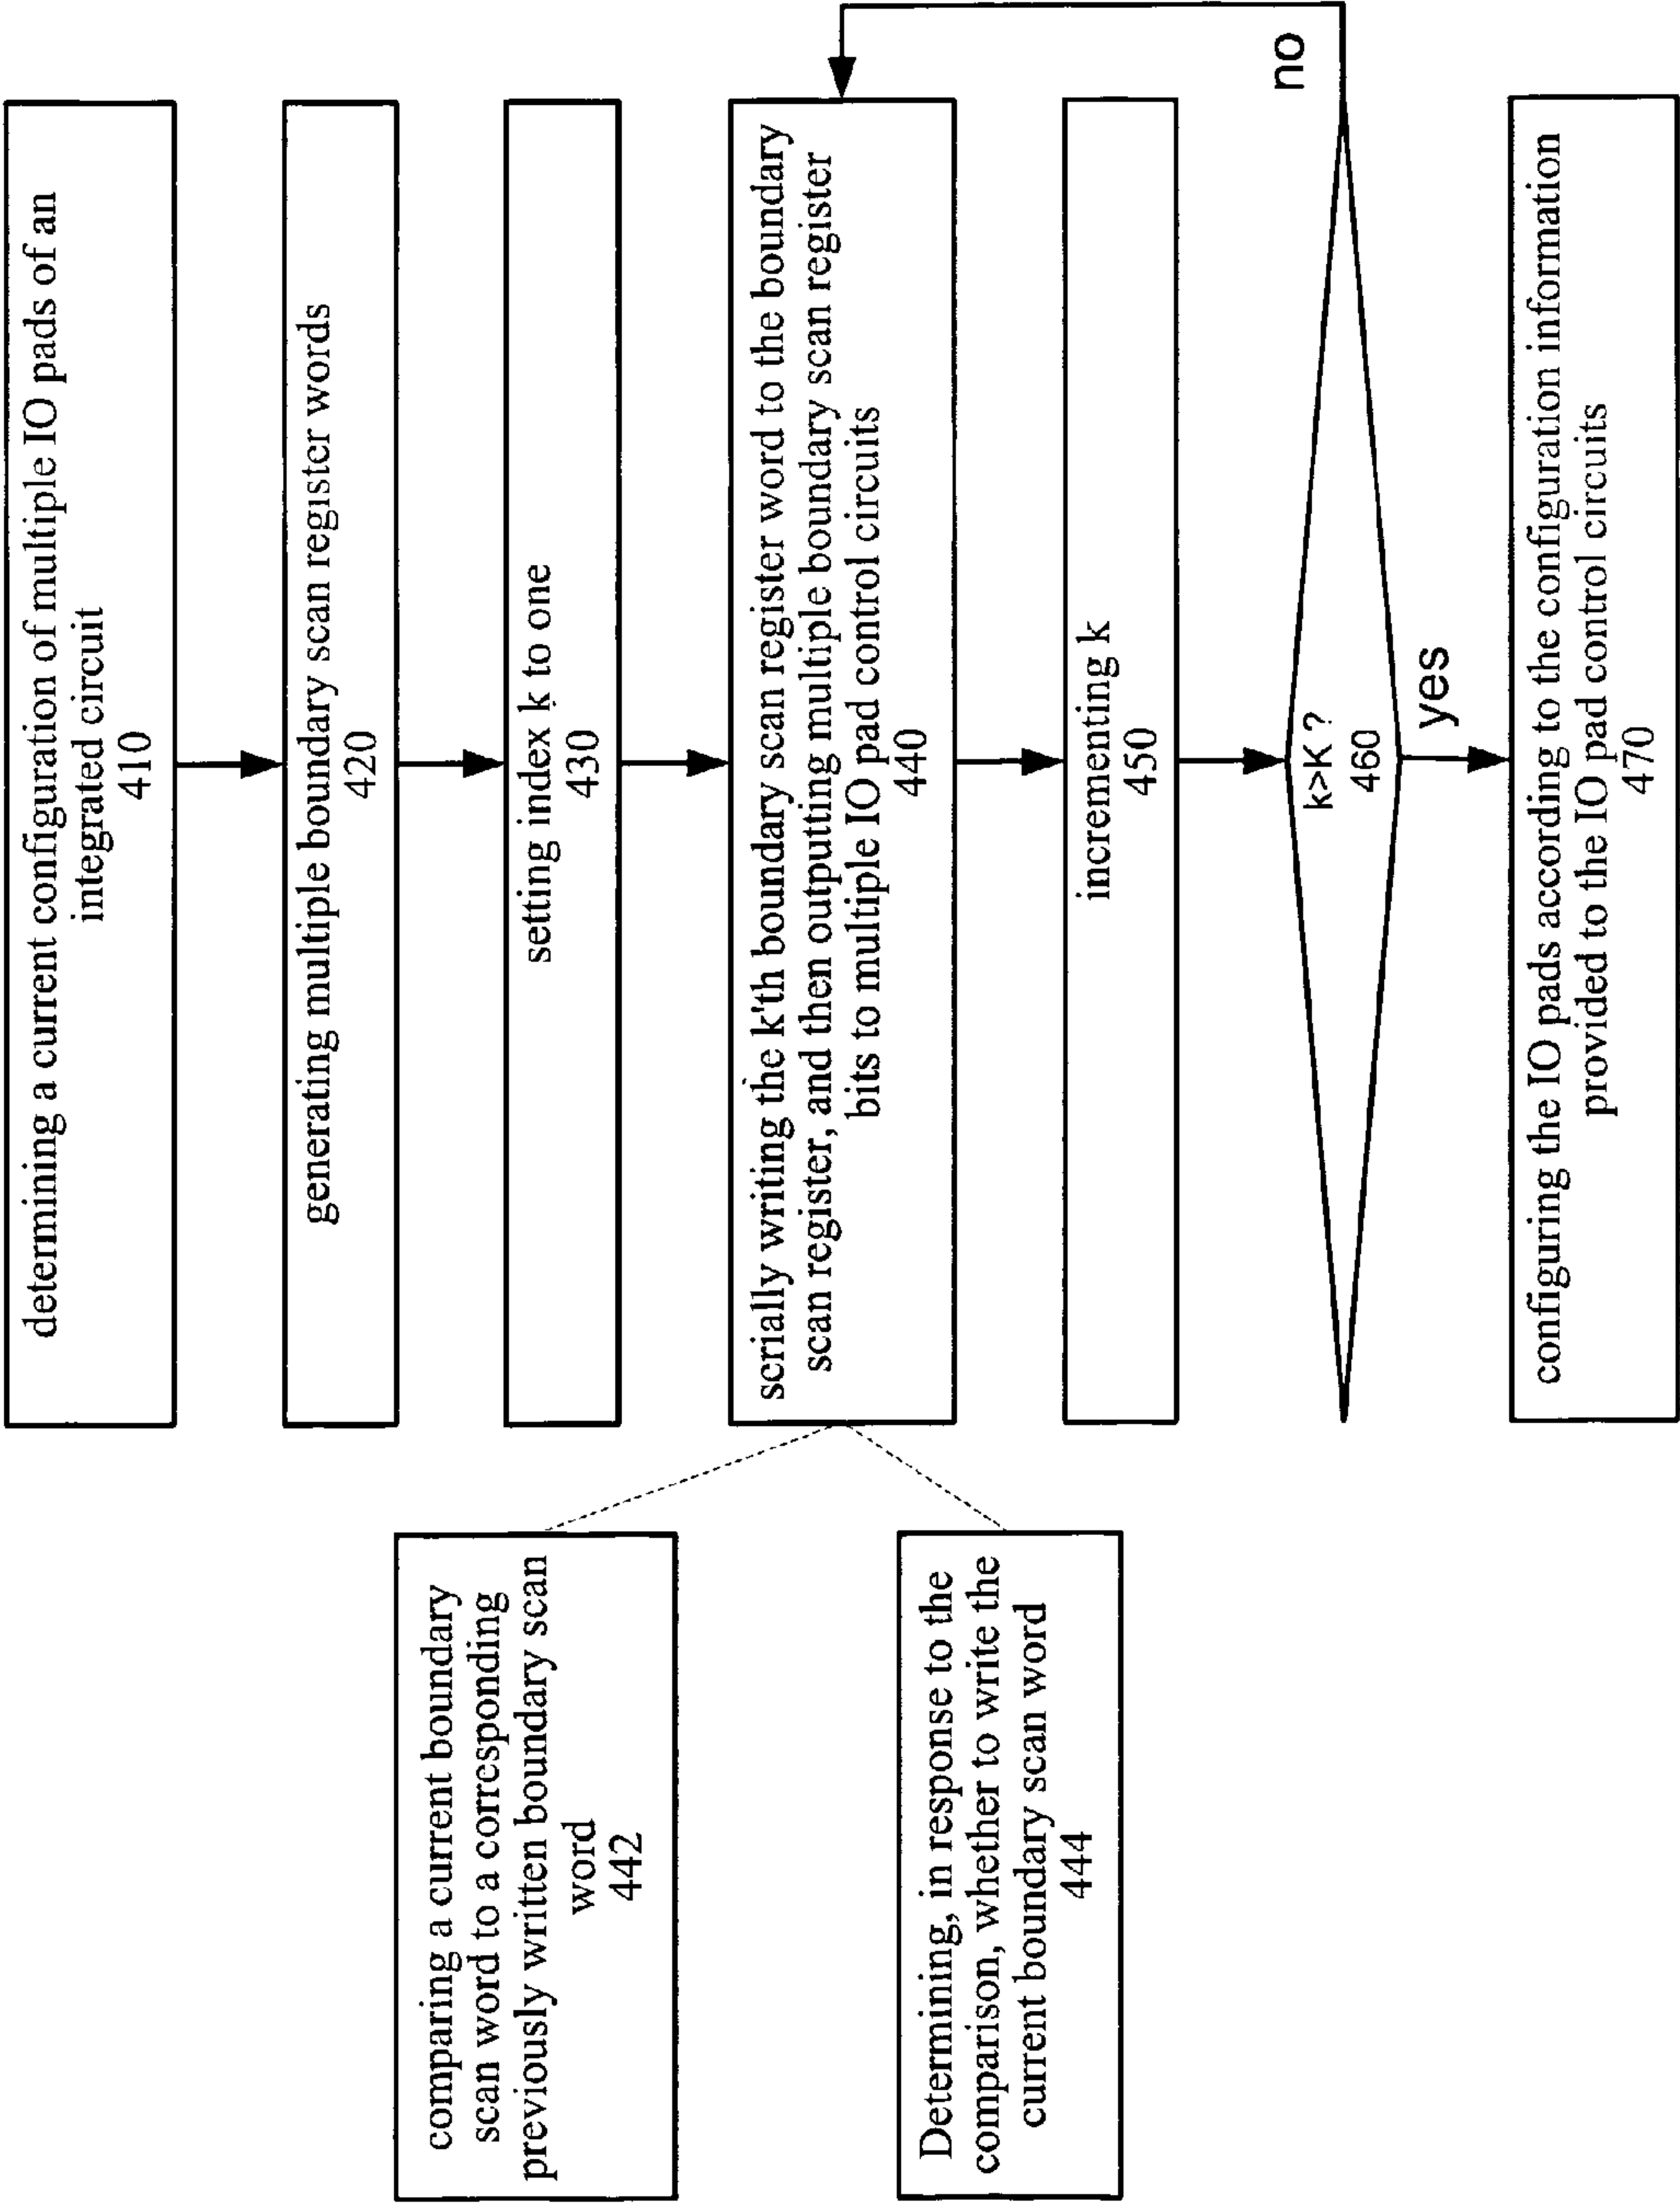 determining a current configuration of multiple IO pads of an
integrated circuit
410
generating multiple boundary scan register words
420
setting index k to one
430
serially writing the k'th boundary scan register word to the boundary
scan register, and then outputting multiple boundary scan register
bits to multiple IO pad control circuits
440
comparing a current boundary
scan word to a corresponding
previously written boundary scan
word
442
Determining, in response to the
comparison, whether to write the
current boundary scan word
444
incrementing k
450
k>K ?
460
no
yes
configuring the IO pads according to the configuration information
provided to the IO pad control circuits
470